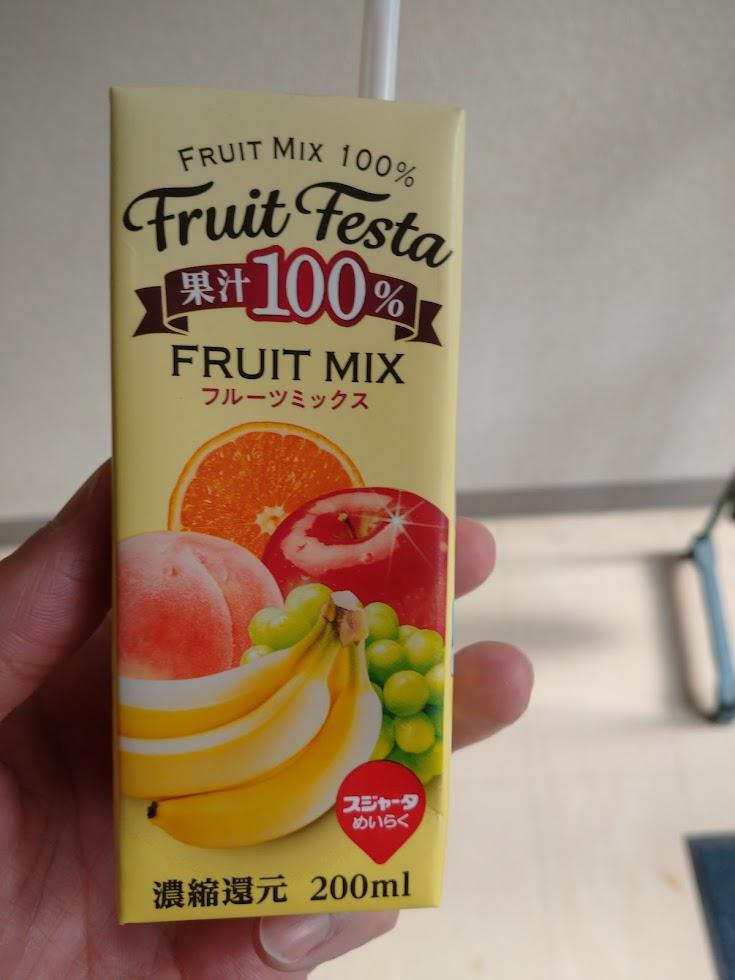 FRUIT MIX 100%
Fruit Festa
果汁100%
FRUIT MIX
フルーツミックス
スジャータ
めいらく
濃縮還元 200ml